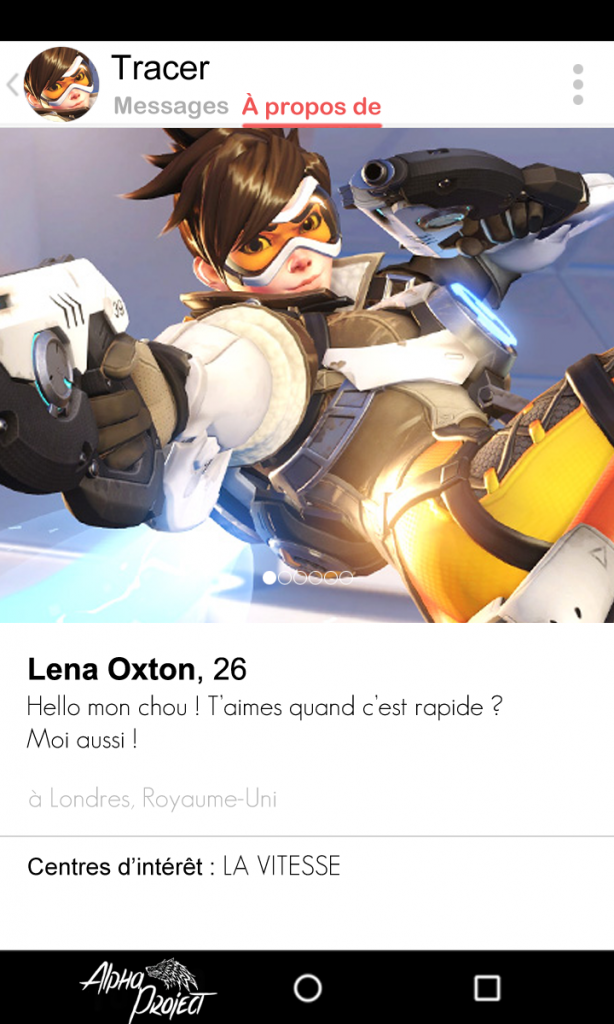 Tracer
Messages À propos de
39
Lena Oxton, 26
Hello mon chou ! T'aimes quand c'est rapide ?
Moi aussi !
à Londres, Royaume-Uni
Centres d'intérêt : LA VITESSE
Alpha
Project